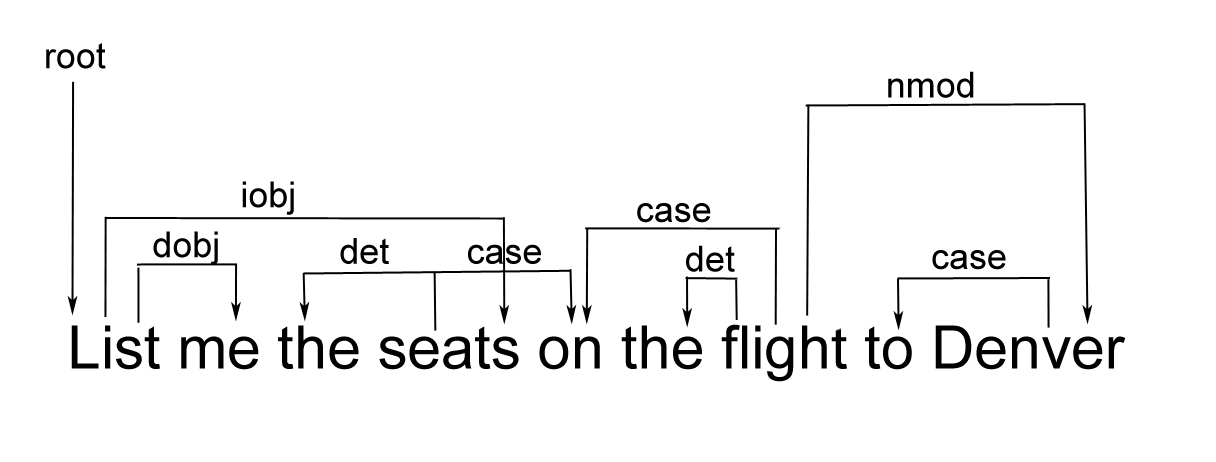 root
nmod
iobj
case
dobj
det
case
det
case
List me the seats on the flight to Denver